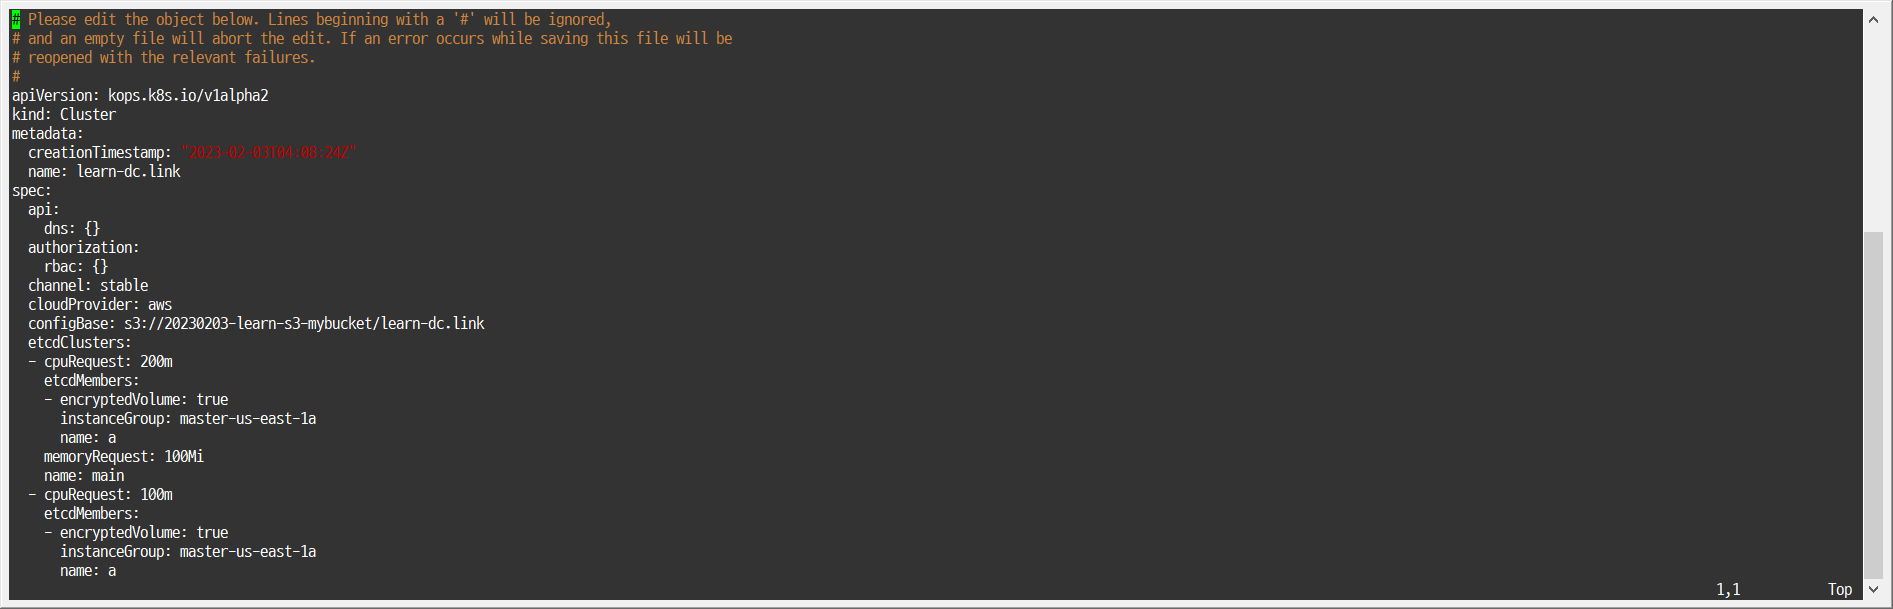 # Please edit the object below. Lines beginning with a '#' will be ignored,
# and an empty file will abort the edit. If an error occurs while saving this file will be
# reopened with the relevant failures.
#
apiVersion: kops.k8s.io/v1alpha2
kind: Cluster
metadata:
  creationTimestamp: "2023-02-03T04:08:24Z"
  name: learn-dc.link
spec:
  api:
    dns: {}
  authorization:
    rbac: {}
  channel: stable
  cloudProvider: aws
  configBase: s3://20230203-learn-s3-mybucket/learn-dc.link
  etcdClusters:
  - cpuRequest: 200m
    etcdMembers:
    - encryptedVolume: true
      instanceGroup: master-us-east-1a
      name: a
    memoryRequest: 100Mi
    name: main
  - cpuRequest: 100m
    etcdMembers:
    - encryptedVolume: true
      instanceGroup: master-us-east-1a
      name: a
1,1 Top